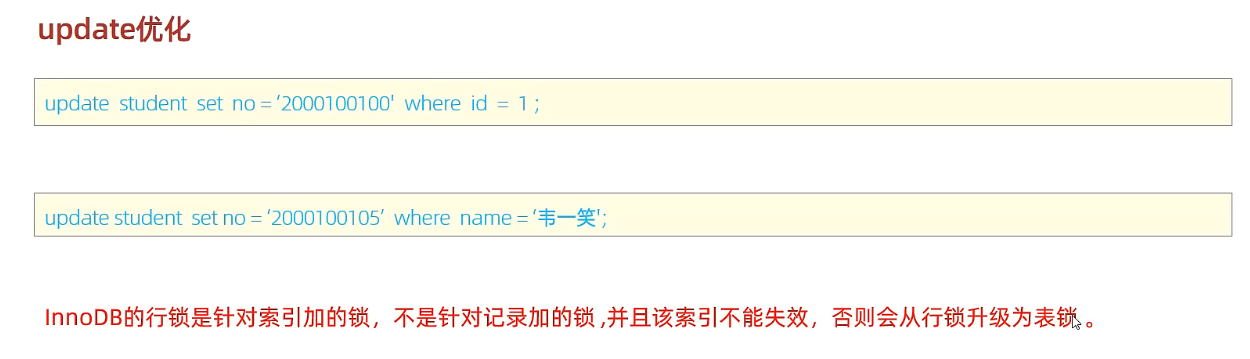 update优化
update student set no = ‘2000100100' where id = 1 ;
update student set no = ‘2000100105’ where name = ‘韦一笑';
InnoDB的行锁是针对索引加的锁，不是针对记录加的锁 ,并且该索引不能失效，否则会从行锁升级为表锁 。